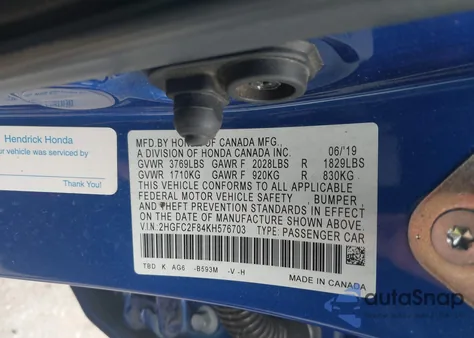 Hendrick Honda
vehicle was serviced by
Thank You!
MFD.BY HONDA OF CANADA MFG.,
A DIVISION OF HONDA CANADA INC. 06/'19
GVWR 3769LBS GAWR F 2028LBS R 1829LBS
GVWR 1710KG GAWR F 920KG R 830KG
THIS VEHICLE CONFORMS TO ALL APPLICABLE
FEDERAL MOTOR VEHICLE SAFETY , BUMPER ,
AND THEFT PREVENTION STANDARDS IN EFFECT
ON THE DATE OF MANUFACTURE SHOWN ABOVE.
V I N :2HGFC2F84KH576703 TYPE: PASSENGER CAR
TBD K AG6 -B593M -V -H
MADE IN CANADA
autoSnap